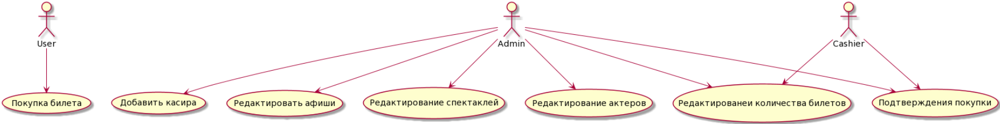 User
Admin
Cashier
Покупка билета
Добавить касира
Редактировать афиши
Редактирование спектаклей
Редактирование актеров
Редактированеи количества билетов
Подтверждения покупки